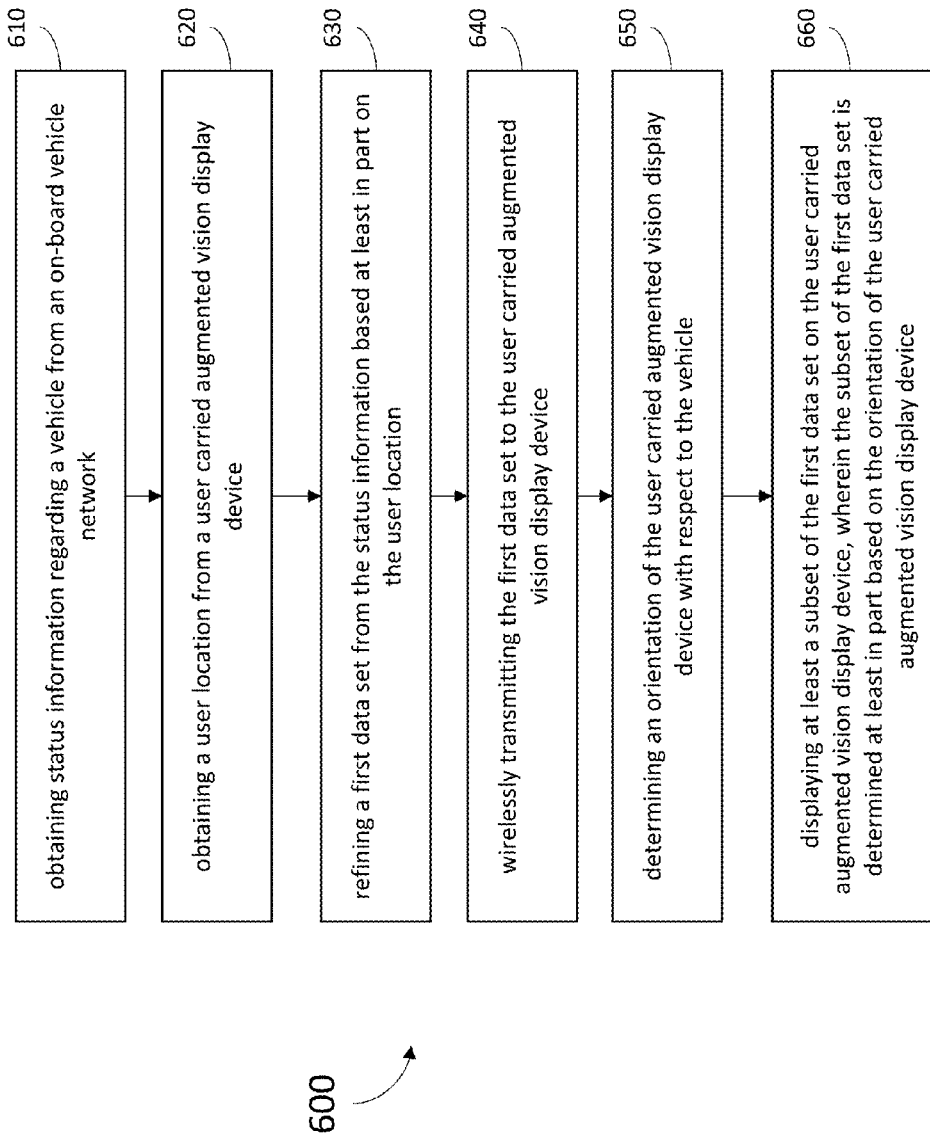 600
obtaining status information regarding a vehicle from an on-board vehicle
network
610
obtaining a user location from a user carried augmented vision display
device
620
refining a first data set from the status information based at least in part on
the user location
630
wirelessly transmitting the first data set to the user carried augmented
vision display device
640
determining an orientation of the user carried augmented vision display
device with respect to the vehicle
650
displaying at least a subset of the first data set on the user carried
augmented vision display device, wherein the subset of the first data set is
determined at least in part based on the orientation of the user carried
augmented vision display device
660